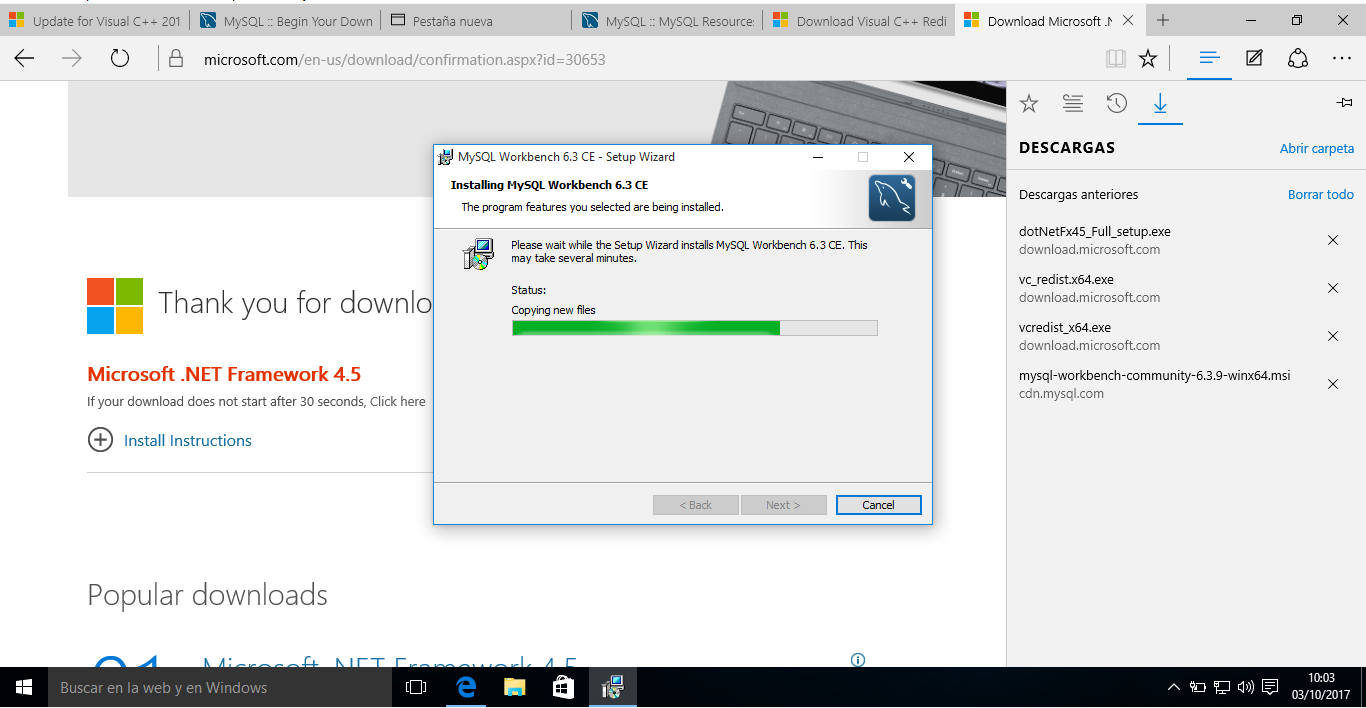 Update for Visual C++ 201
MySQL :: Begin Your Down
Pestaña nueva
MySQL :: MySQL Resources
Download Visual C++ Redi
Download Microsoft .N
microsoft.com/en-us/download/confirmation.aspx?id=30653
DESCARGAS
Abrir carpeta
Descargas anteriores
Borrar todo
dotNetFx45_Full_setup.exe
download.microsoft.com
vc_redist.x64.exe
download.microsoft.com
vcredist_x64.exe
download.microsoft.com
mysql-workbench-community-6.3.9-winx64.msi
cdn.mysql.com
Thank you for downlo
Microsoft .NET Framework 4.5
If your download does not start after 30 seconds, Click here
Install Instructions
Popular downloads
Microsoft .NET Framework 4.5
MySQL Workbench 6.3 CE - Setup Wizard
Installing MySQL Workbench 6.3 CE
The program features you selected are being installed.
Please wait while the Setup Wizard installs MySQL Workbench 6.3 CE. This
may take several minutes.
Status:
Copying new files
< Back
Next >
Cancel
Buscar en la web y en Windows
10:03
03/10/2017